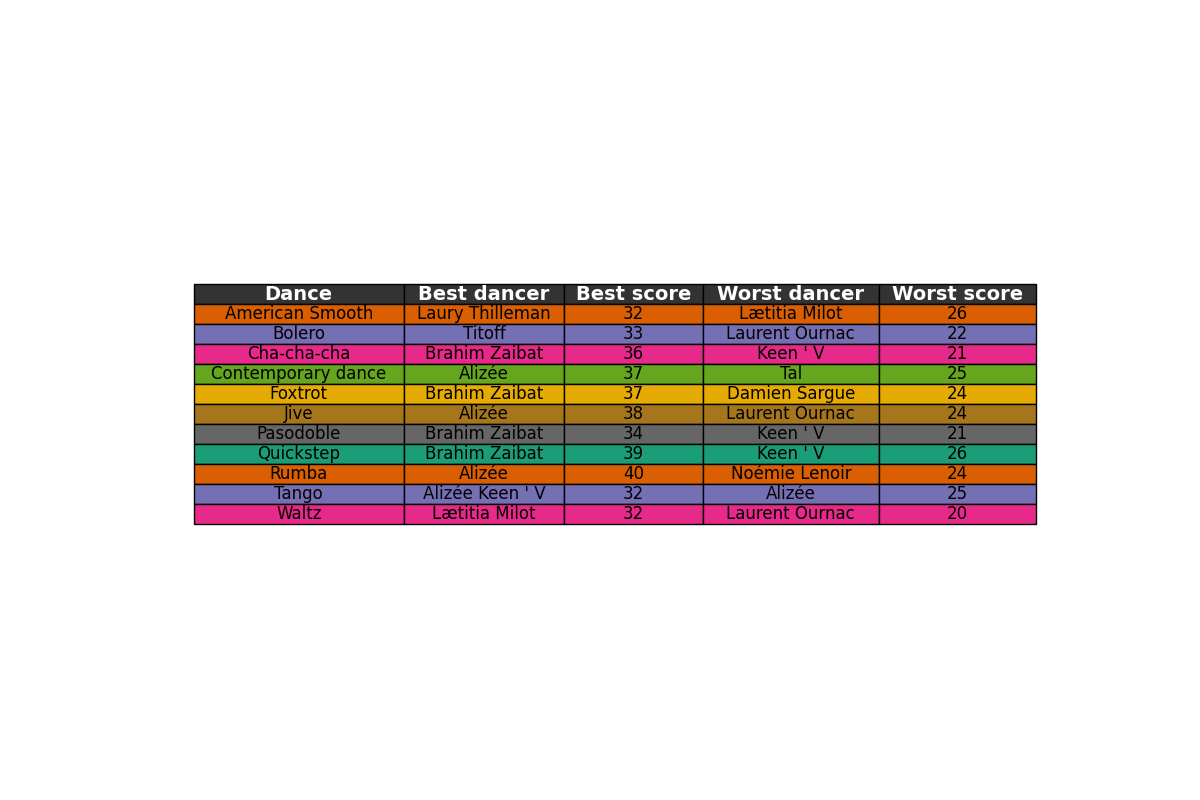 Dance Best dancer Best score Worst dancer Worst score
American Smooth Laury Thilleman 32 Lætitia Milot 26
Bolero Titoff 33 Laurent Ournac 22
Cha-cha-cha Brahim Zaibat 36 Keen ' V 21
Contemporary dance Alizée 37 Tal 25
Foxtrot Brahim Zaibat 37 Damien Sargue 24
Jive Alizée 38 Laurent Ournac 24
Pasodoble Brahim Zaibat 34 Keen ' V 21
Quickstep Brahim Zaibat 39 Keen ' V 26
Rumba Alizée 40 Noémie Lenoir 24
Tango Alizée Keen ' V 32 Alizée 25
Waltz Lætitia Milot 32 Laurent Ournac 20